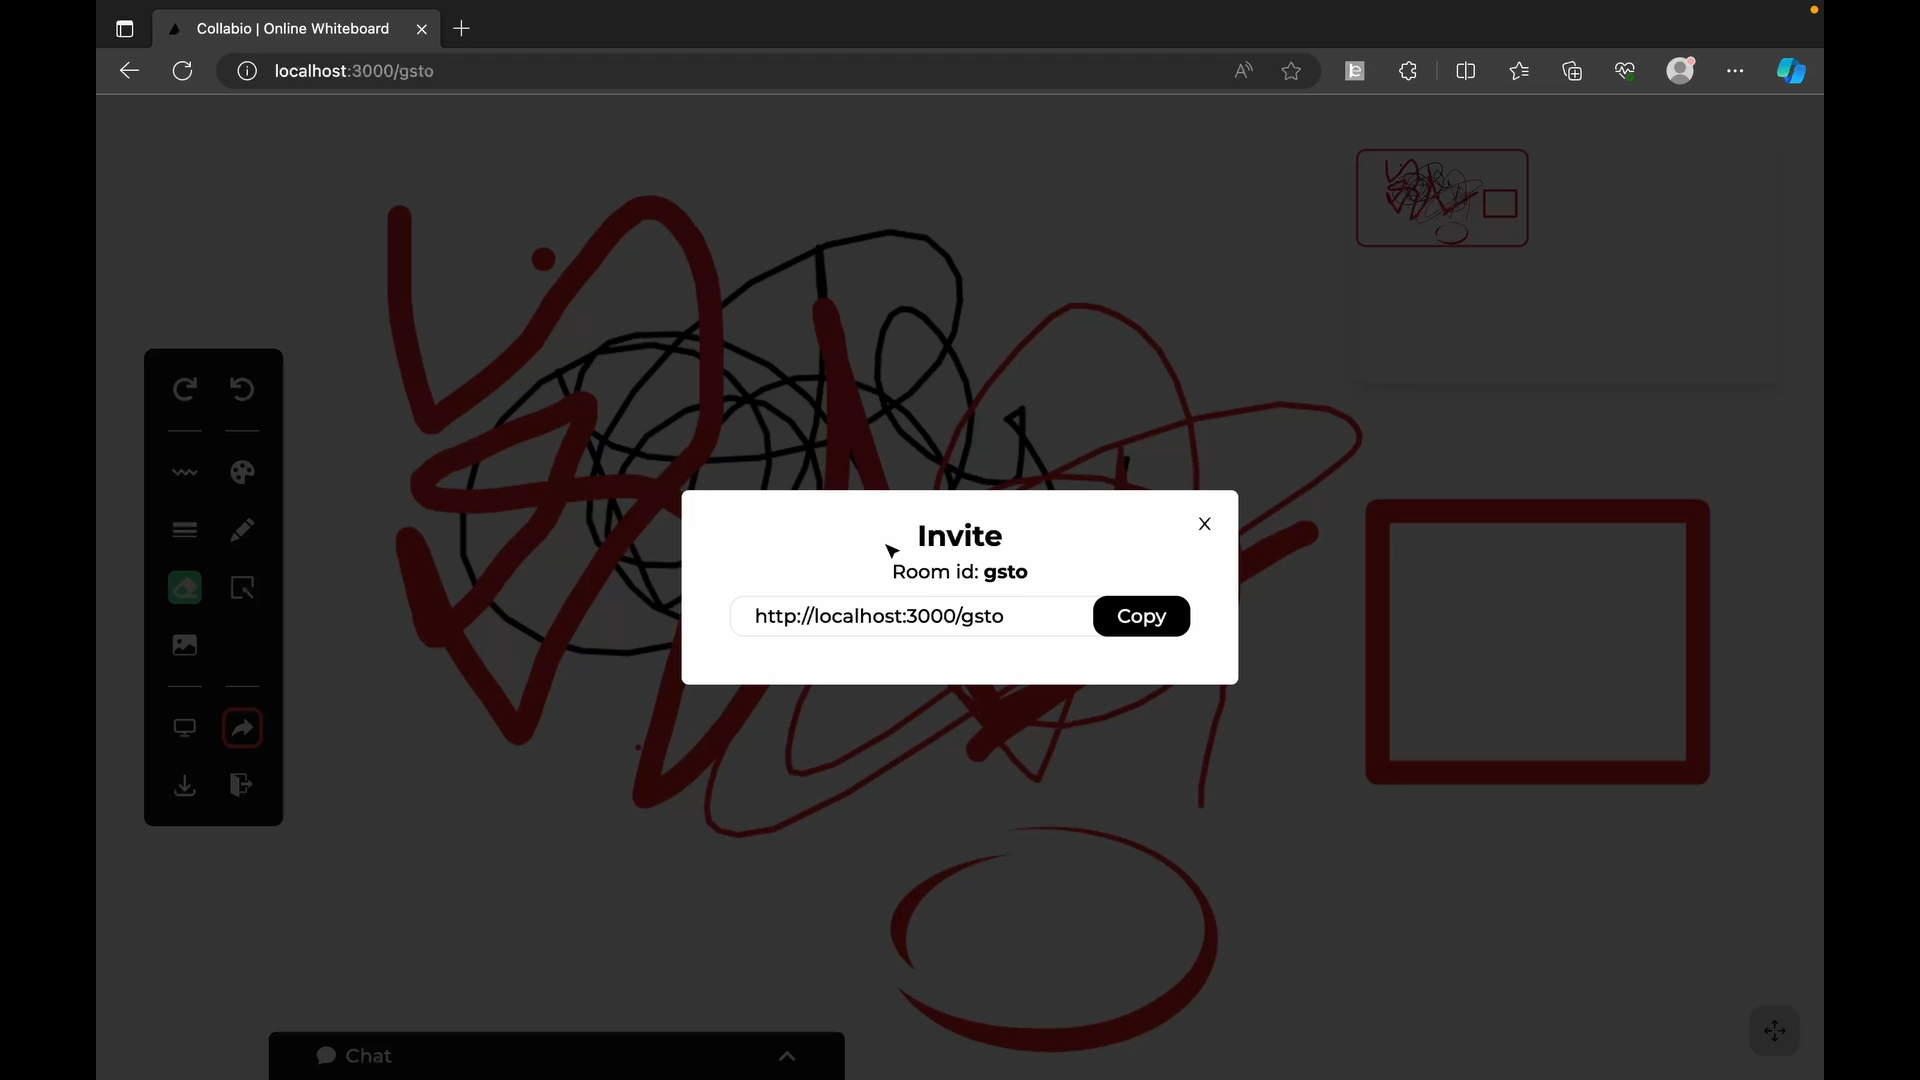 Collabio | Online Whiteboard
localhost:3000/gsto
Invite
X
Room id: gsto
http://localhost:3000/gsto
Copy
Chat